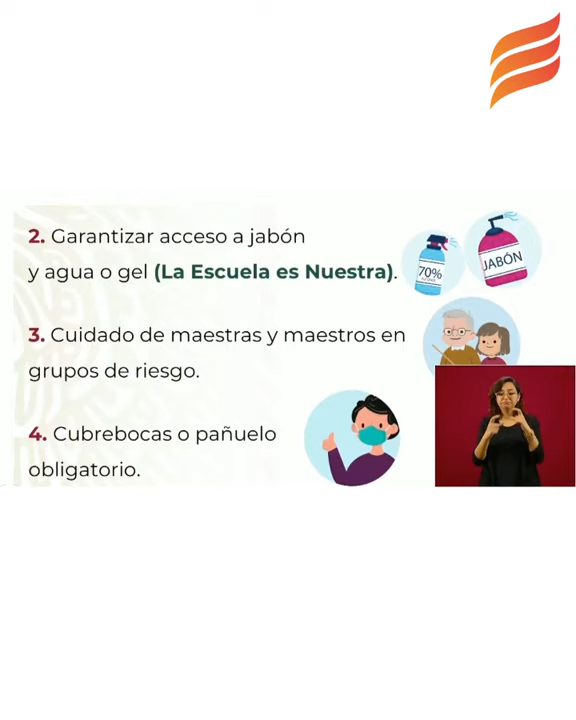 2. Garantizar acceso a jabón
y agua o gel (La Escuela es Nuestra).
70%
JABÓN
3. Cuidado de maestras y maestros en
grupos de riesgo.
4. Cubrebocas o pañuelo
obligatorio.